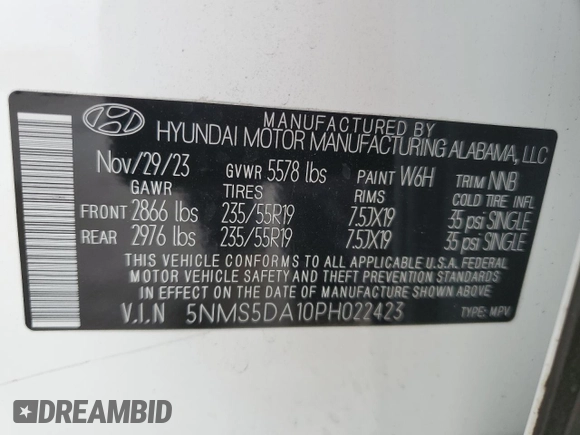 MANUFACTURED BY
HYUNDAI MOTOR MANUFACTURING ALABAMA, LLC
Nov/29/23 GVWR 5578 lbs PAINT W6H TRIM NNB
GAWR TIRES RIMS COLD TIRE INFL
FRONT 2866 lbs 235/55R19 7.5JX19 35 psi SINGLE
REAR 2976 lbs 235/55R19 7.5JX19 35 psi SINGLE
THIS VEHICLE CONFORMS TO ALL APPLICABLE U.S.A. FEDERAL
MOTOR VEHICLE SAFETY AND THEFT PREVENTION STANDARDS
IN EFFECT ON THE DATE OF MANUFACTURE SHOWN ABOVE
V.I.N 5NMS5DA10PH022423 TYPE: MPV
DREAMBID